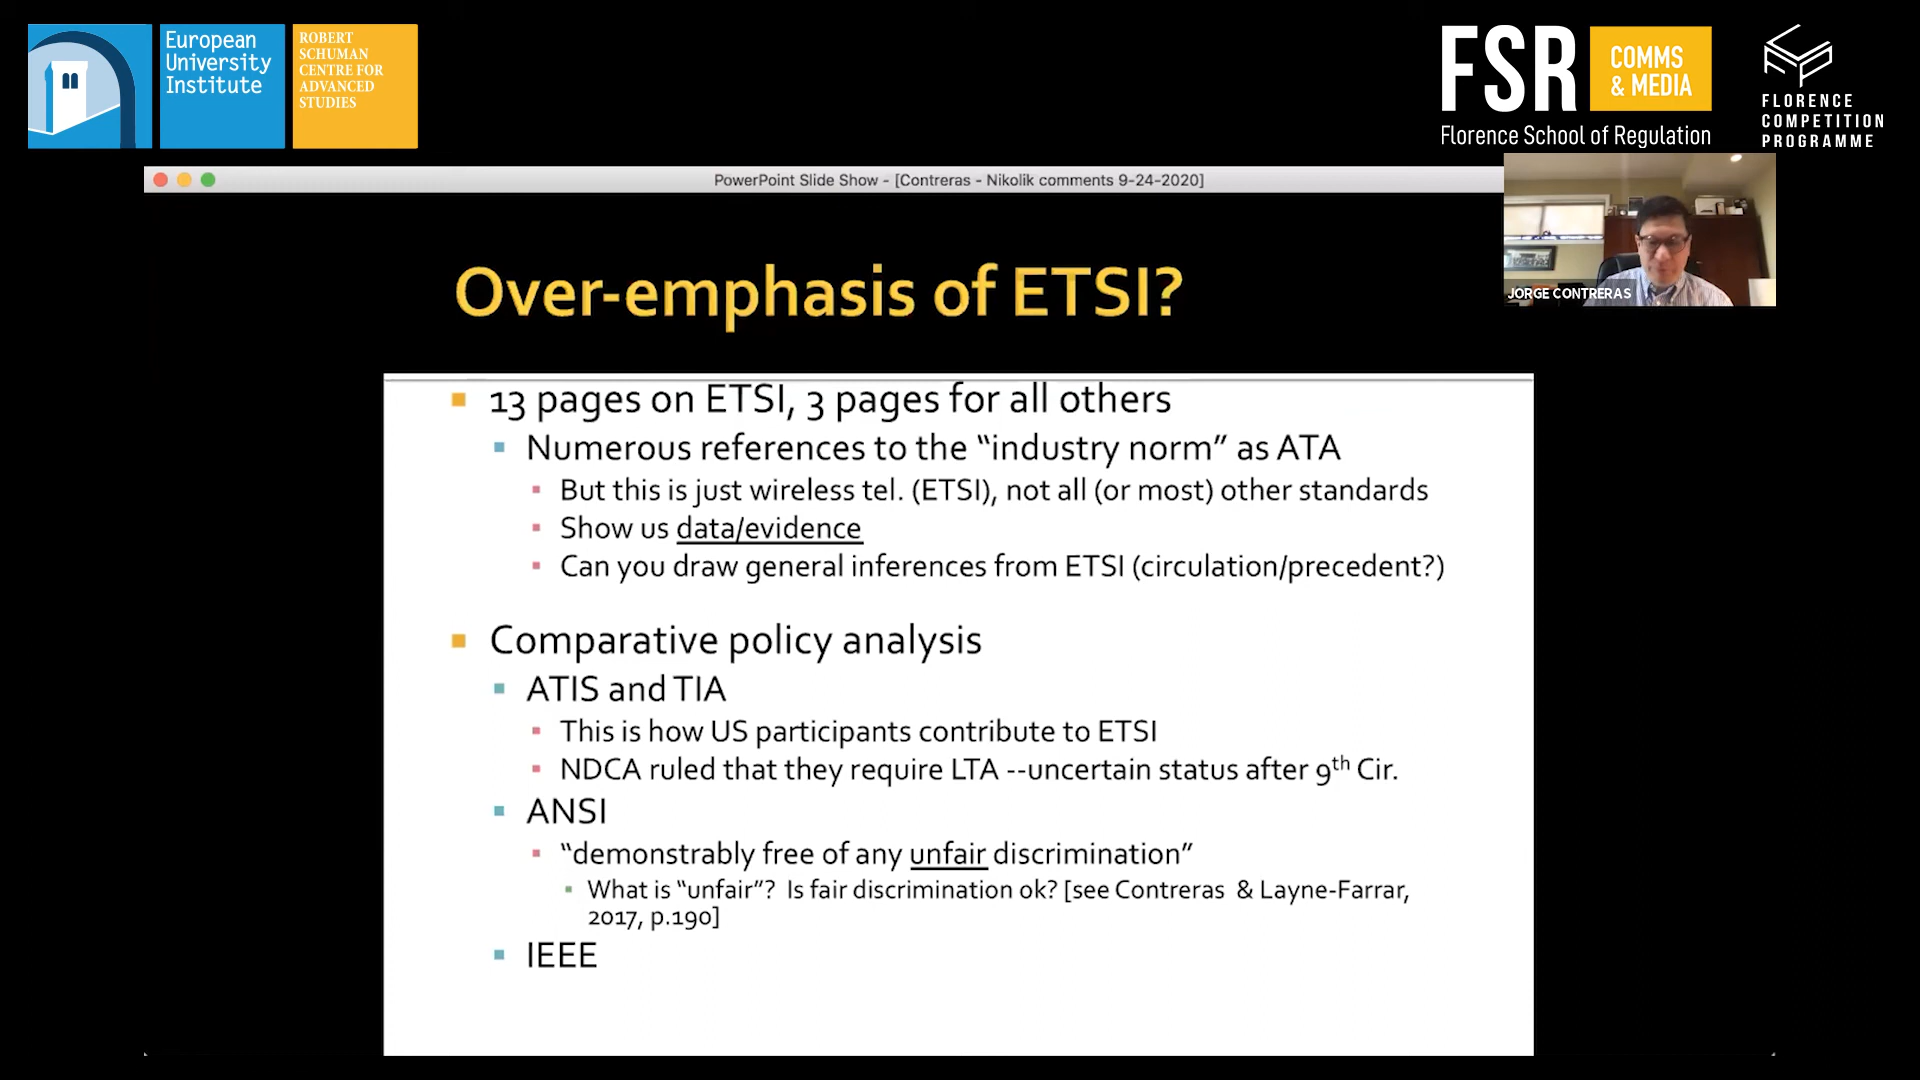 European
University
Institute
ROBERT
SCHUMAN
CENTRE FOR
ADVANCED
STUDIES
FSR
COMMS
& MEDIA
Florence School of Regulation
FLORENCE
COMPETITION
PROGRAMME
PowerPoint Slide Show - [Contreras - Nikolik comments 9-24-2020]
JORGE CONTRERAS
Over-emphasis of ETSI?
13 pages on ETSI, 3 pages for all others
Numerous references to the “industry norm” as ATA
But this is just wireless tel. (ETSI), not all (or most) other standards
Show us data/evidence
Can you draw general inferences from ETSI (circulation/precedent?)
Comparative policy analysis
ATIS and TIA
This is how US participants contribute to ETSI
NDCA ruled that they require LTA --uncertain status after 9th Cir.
ANSI
“demonstrably free of any unfair discrimination”
What is “unfair”? Is fair discrimination ok? [see Contreras & Layne-Farrar,
2017, p.190]
IEEE